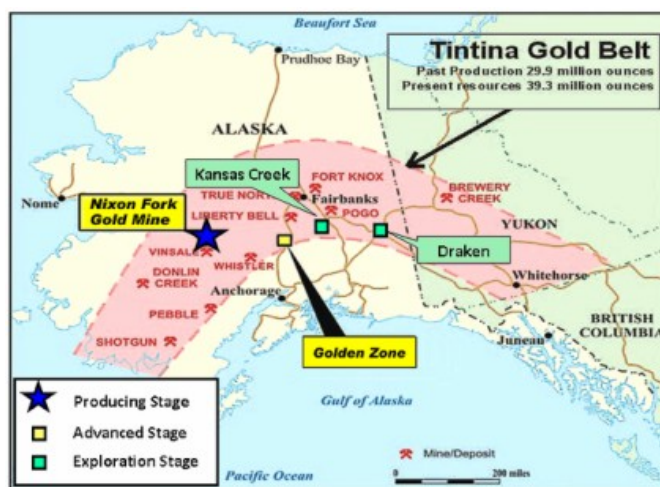 Beaufort Sea
Prudhoe Bay
Tintina Gold Belt
Past Production 29.9 million ounces
Present resources 39.3 million ounces
ALASKA
Kansas Creek
FORT KNOX
TRUE NORTH
Fairbanks
BREWERY
CREEK
Nome
Nixon Fork
Gold Mine
LIBERTY BELL
POGO
YUKON
VINSALE
WHISTLER
Draken
DONLIN
CREEK
Whitehorse
Anchorage
PEBBLE
BRITISH
COLUMBIA
SHOTGUN
Golden Zone
Juneau
Producing Stage
Advanced Stage
Exploration Stage
Gulf of Alaska
Mine/Deposit
Pacific Ocean
0
200 miles